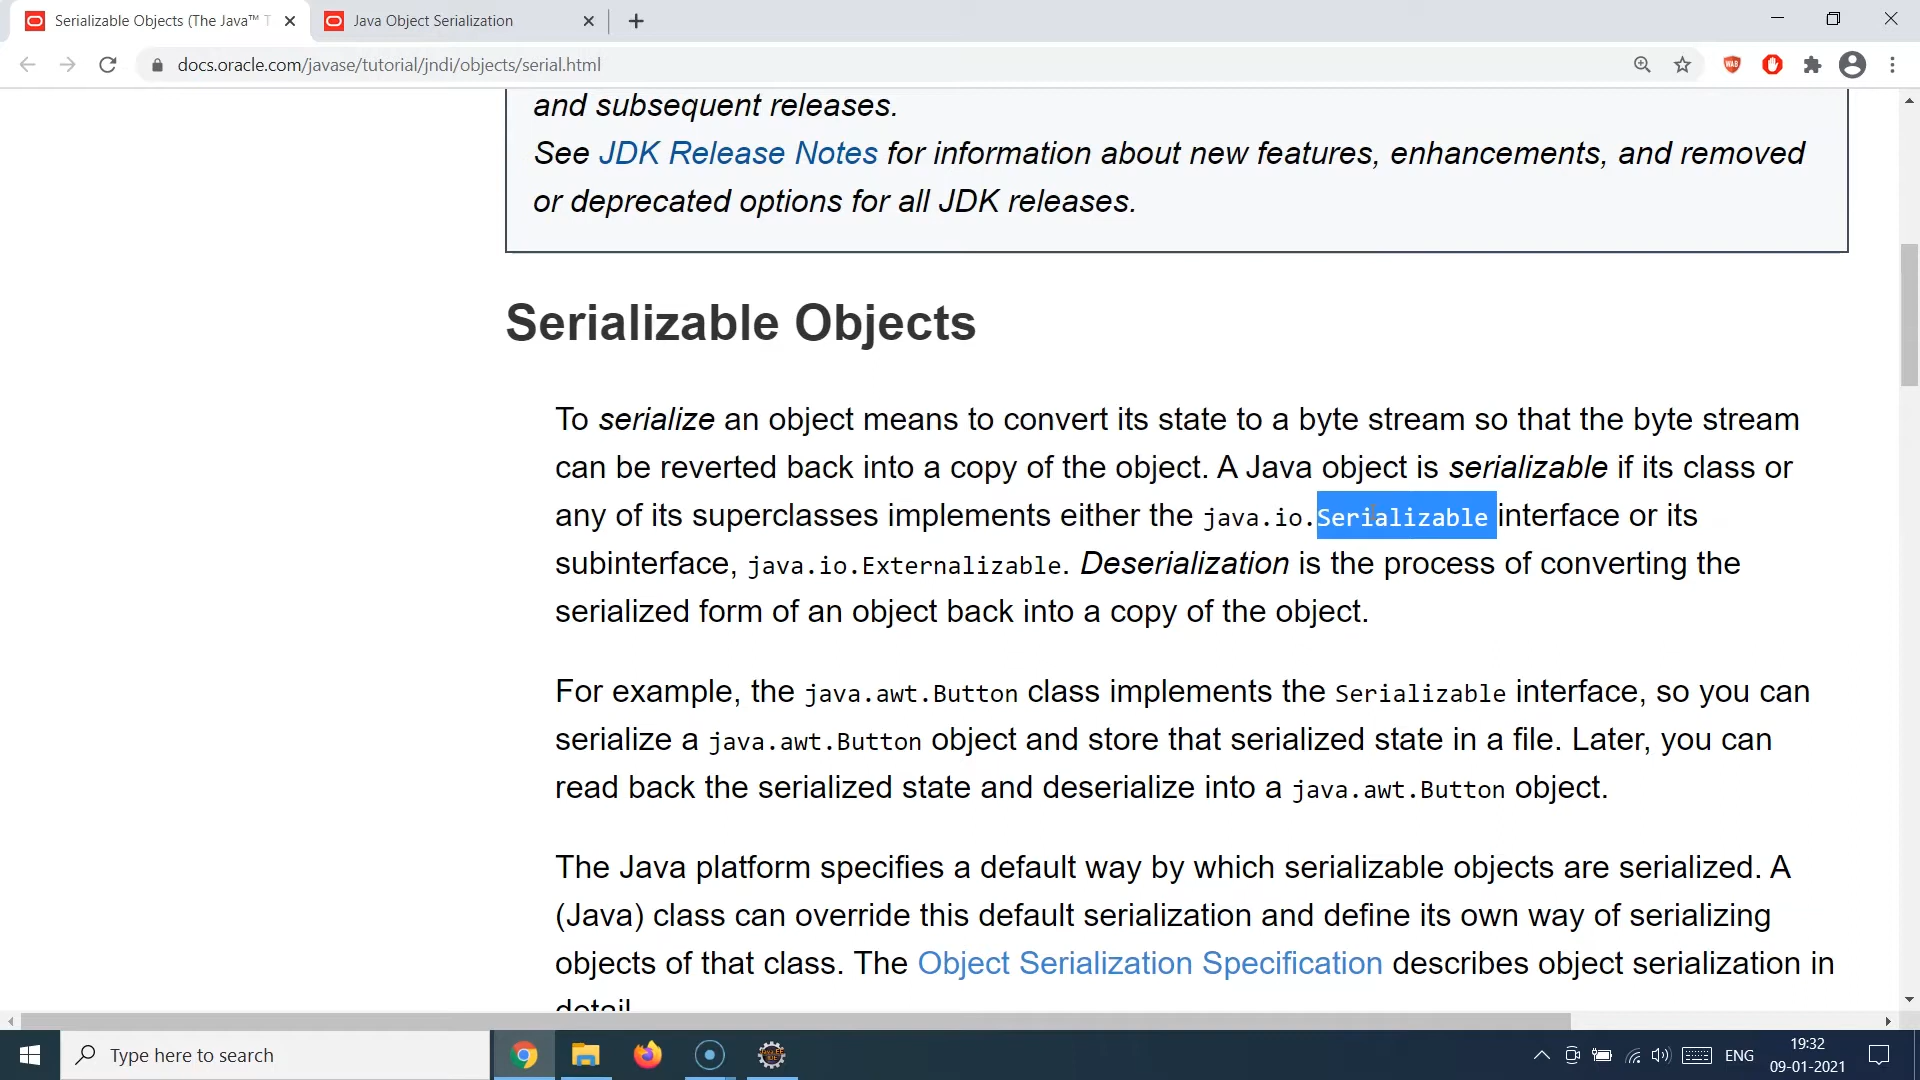 Serializable Objects (The Java™ T
Java Object Serialization
docs.oracle.com/javase/tutorial/jndi/objects/serial.html
and subsequent releases.
See JDK Release Notes for information about new features, enhancements, and removed
or deprecated options for all JDK releases.
Serializable Objects
To serialize an object means to convert its state to a byte stream so that the byte stream
can be reverted back into a copy of the object. A Java object is serializable if its class or
any of its superclasses implements either the java.io.Serializable interface or its
subinterface, java.io.Externalizable. Deserialization is the process of converting the
serialized form of an object back into a copy of the object.
For example, the java.awt.Button class implements the Serializable interface, so you can
serialize a java.awt.Button object and store that serialized state in a file. Later, you can
read back the serialized state and deserialize into a java.awt.Button object.
The Java platform specifies a default way by which serializable objects are serialized. A
(Java) class can override this default serialization and define its own way of serializing
objects of that class. The Object Serialization Specification describes object serialization in
detail
Type here to search
ENG
19:32
09-01-2021